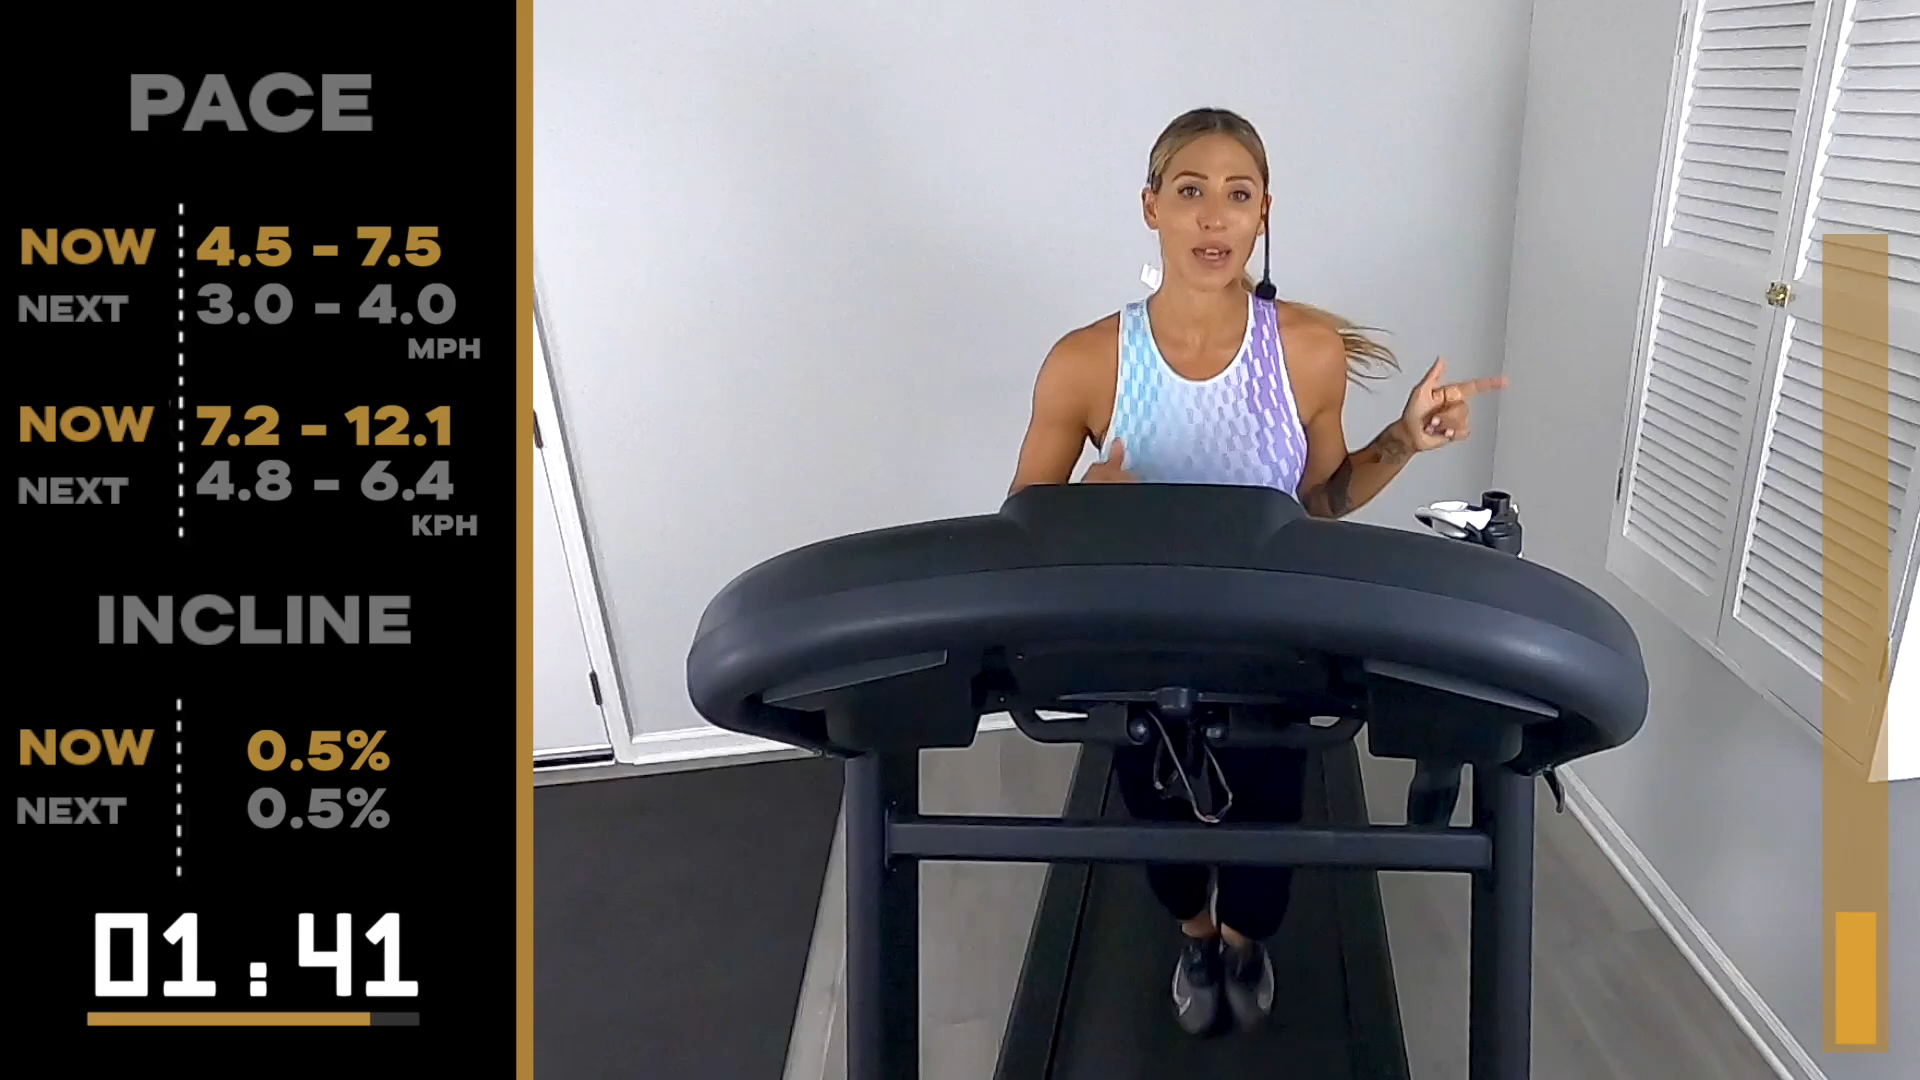 PACE
NOW 4.5 - 7.5
NEXT 3.0 - 4.0
MPH
NOW 7.2 - 12.1
NEXT 4.8 - 6.4
KPH
INCLINE
NOW 0.5%
NEXT 0.5%
01:41